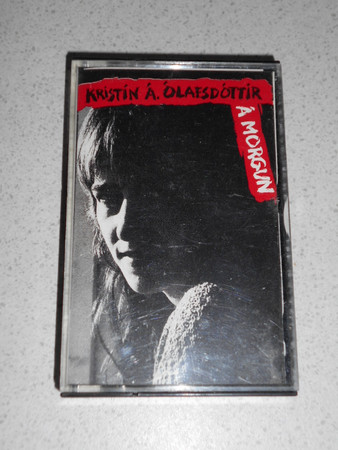 KRISTÍN Á. ÓLAFSDÓTTIR
Á MORGUN